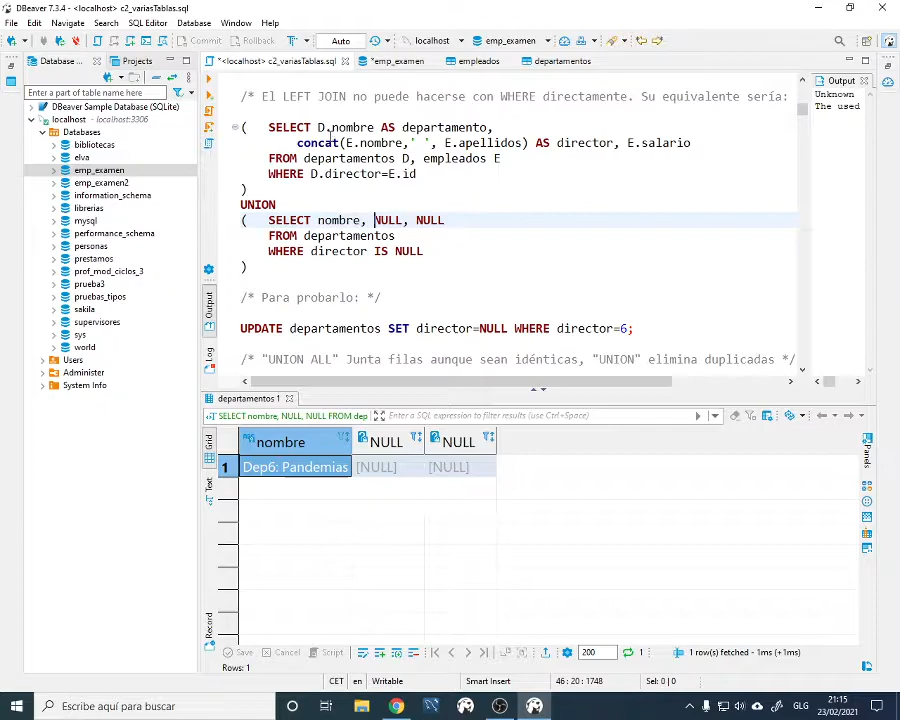 DBeaver 7.3.4 - <localhost> c2_variasTablas.sql
File Edit Navigate Search SQL Editor Database Window Help
Commit Rollback Auto localhost emp_examen
Database ... Projects
*<localhost> c2_variasTablas.sql *emp_examen empleados departamentos
Output
Enter a part of table name here
DBeaver Sample Database (SQLite)
localhost - localhost:3306
Databases
bibliotecas
elva
emp_examen
emp_examen2
information_schema
librerias
mysql
performance_schema
personas
prestamos
prof_mod_ciclos_3
prueba3
pruebas_tipos
sakila
supervisores
sys
world
Users
Administer
System Info
/* El LEFT JOIN no puede hacerse con WHERE directamente. Su equivalente sería:
( SELECT D.nombre AS departamento,
concat(E.nombre,' ', E.apellidos) AS director, E.salario
FROM departamentos D, empleados E
WHERE D.director=E.id
)
UNION
( SELECT nombre, NULL, NULL
FROM departamentos
WHERE director IS NULL
)
/* Para probarlo: */
UPDATE departamentos SET director=NULL WHERE director=6;
/* "UNION ALL" Junta filas aunque sean idénticas, "UNION" elimina duplicadas */
Unknown
The used
Output
Log
departamentos 1
SELECT nombre, NULL, NULL FROM dep
Enter a SQL expression to filter results (use Ctrl+Space)
Grid
Text
Record
Panels
nombre NULL NULL
1 Dep6: Pandemias [NULL] [NULL]
Save Cancel Script 200 1 1 row(s) fetched - 1ms (+1ms)
Rows: 1
CET en Writable Smart Insert 46 : 20 : 1748 Sel: 0 | 0
Escribe aquí para buscar
GLG
21:15
23/02/2021